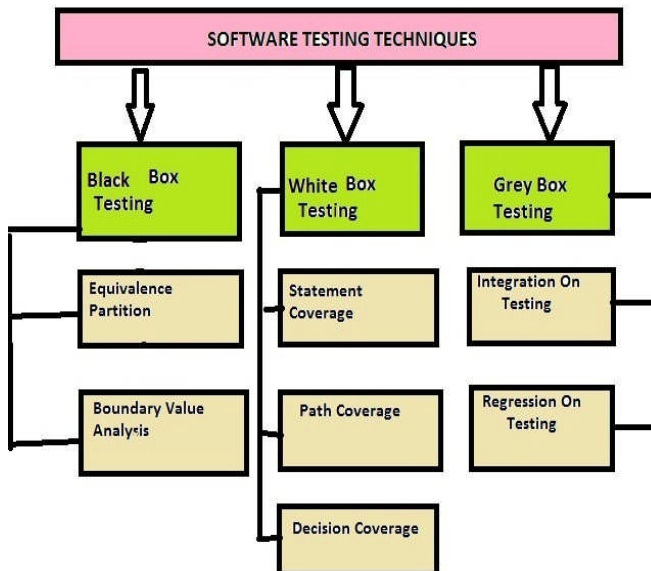 SOFTWARE TESTING TECHNIQUES
Black Box
Testing
White Box
Testing
Grey Box
Testing
Equivalence
Partition
Statement
Coverage
Integration On
Testing
Boundary Value
Analysis
Path Coverage
Regression On
Testing
Decision Coverage